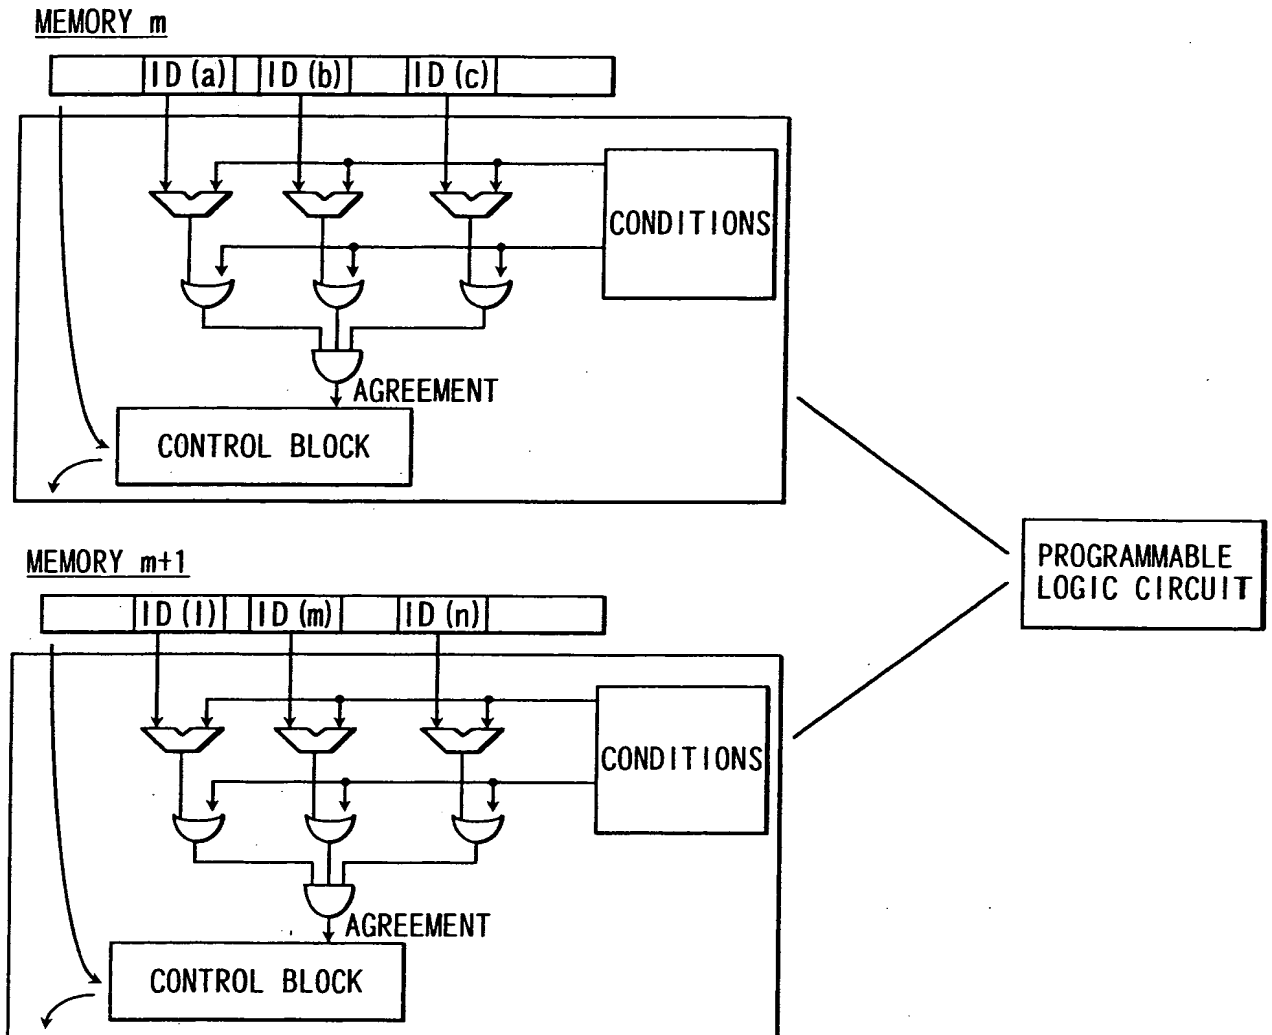 MEMORY m
ID (a) ID (b) ID (c)
CONDITIONS
AGREEMENT
CONTROL BLOCK
MEMORY m+1
ID (l) ID (m) ID (n)
CONDITIONS
AGREEMENT
CONTROL BLOCK
PROGRAMMABLE
LOGIC CIRCUIT